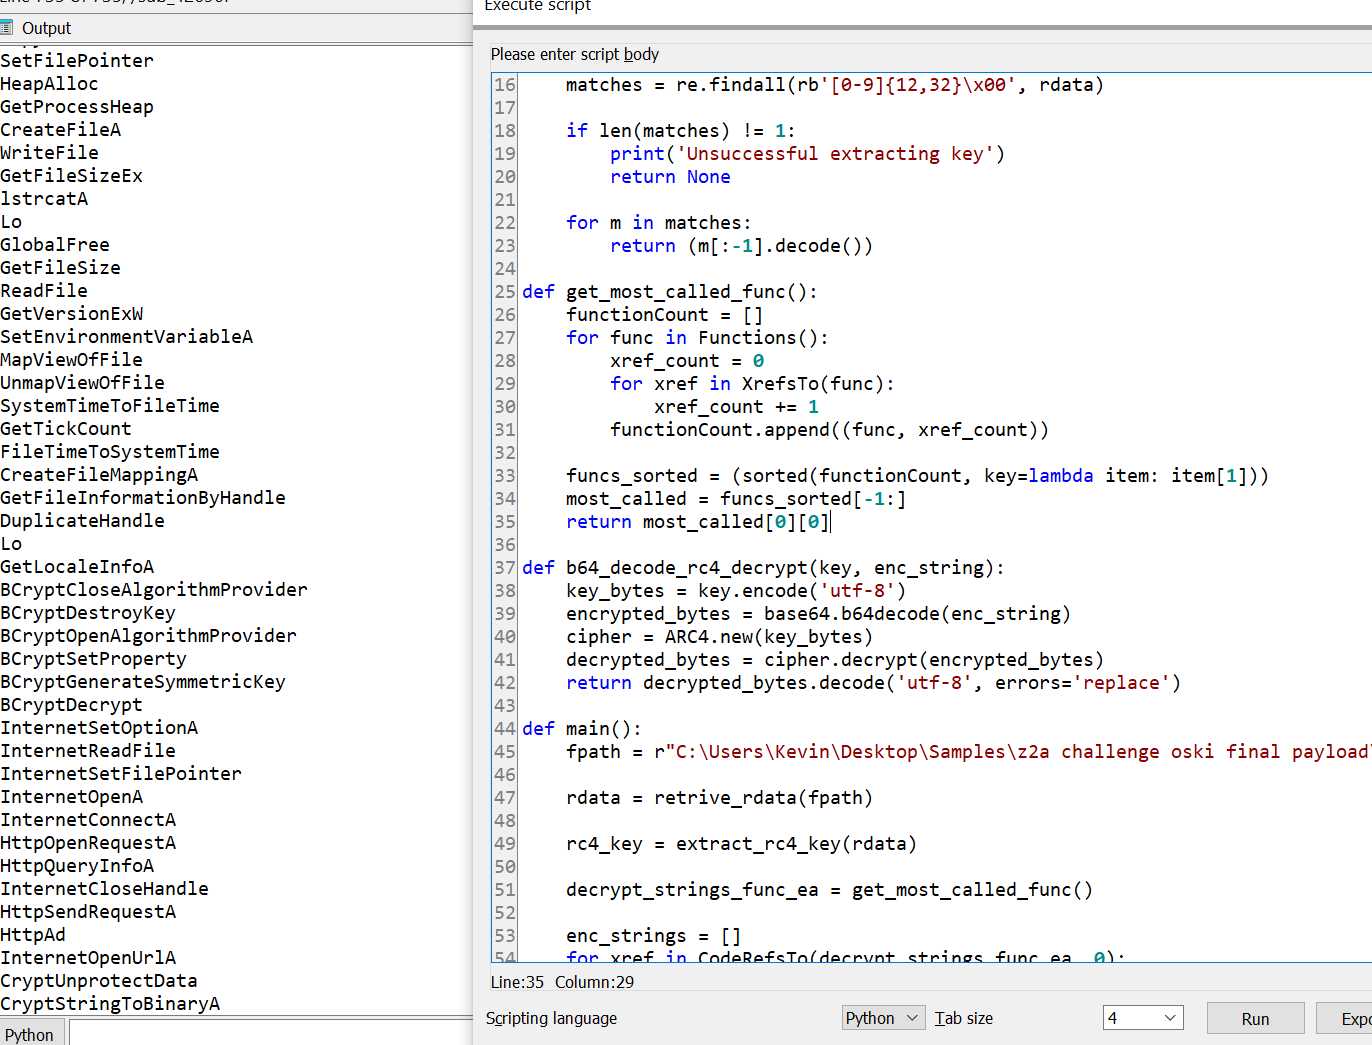 Output
SetFilePointer
HeapAlloc
GetProcessHeap
CreateFileA
WriteFile
GetFileSizeEx
lstrcatA
Lo
GlobalFree
GetFileSize
ReadFile
GetVersionExW
SetEnvironmentVariableA
MapViewOfFile
UnmapViewOfFile
SystemTimeToFileTime
GetTickCount
FileTimeToSystemTime
CreateFileMappingA
GetFileInformationByHandle
DuplicateHandle
Lo
GetLocaleInfoA
BCryptCloseAlgorithmProvider
BCryptDestroyKey
BCryptOpenAlgorithmProvider
BCryptSetProperty
BCryptGenerateSymmetricKey
BCryptDecrypt
InternetSetOptionA
InternetReadFile
InternetSetFilePointer
InternetOpenA
InternetConnectA
HttpOpenRequestA
HttpQueryInfoA
InternetCloseHandle
HttpSendRequestA
HttpAd
InternetOpenUrlA
CryptUnprotectData
CryptStringToBinaryA
Python
Execute script
Please enter script body
16     matches = re.findall(rb'[0-9]{12,32}\x00', rdata)
17
18     if len(matches) != 1:
19         print('Unsuccessful extracting key')
20         return None
21
22     for m in matches:
23         return (m[:-1].decode())
24
25 def get_most_called_func():
26     functionCount = []
27     for func in Functions():
28         xref_count = 0
29         for xref in XrefsTo(func):
30             xref_count += 1
31         functionCount.append((func, xref_count))
32
33     funcs_sorted = (sorted(functionCount, key=lambda item: item[1]))
34     most_called = funcs_sorted[-1:]
35     return most_called[0][0]
36
37 def b64_decode_rc4_decrypt(key, enc_string):
38     key_bytes = key.encode('utf-8')
39     encrypted_bytes = base64.b64decode(enc_string)
40     cipher = ARC4.new(key_bytes)
41     decrypted_bytes = cipher.decrypt(encrypted_bytes)
42     return decrypted_bytes.decode('utf-8', errors='replace')
43
44 def main():
45     fpath = r"C:\Users\Kevin\Desktop\Samples\z2a challenge oski final payload
46
47     rdata = retrive_rdata(fpath)
48
49     rc4_key = extract_rc4_key(rdata)
50
51     decrypt_strings_func_ea = get_most_called_func()
52
53     enc_strings = []
54     for xref in CodeRefsTo(decrypt_strings_func_ea, 0):
Line:35 Column:29
Scripting language Python Tab size 4 Run Expo